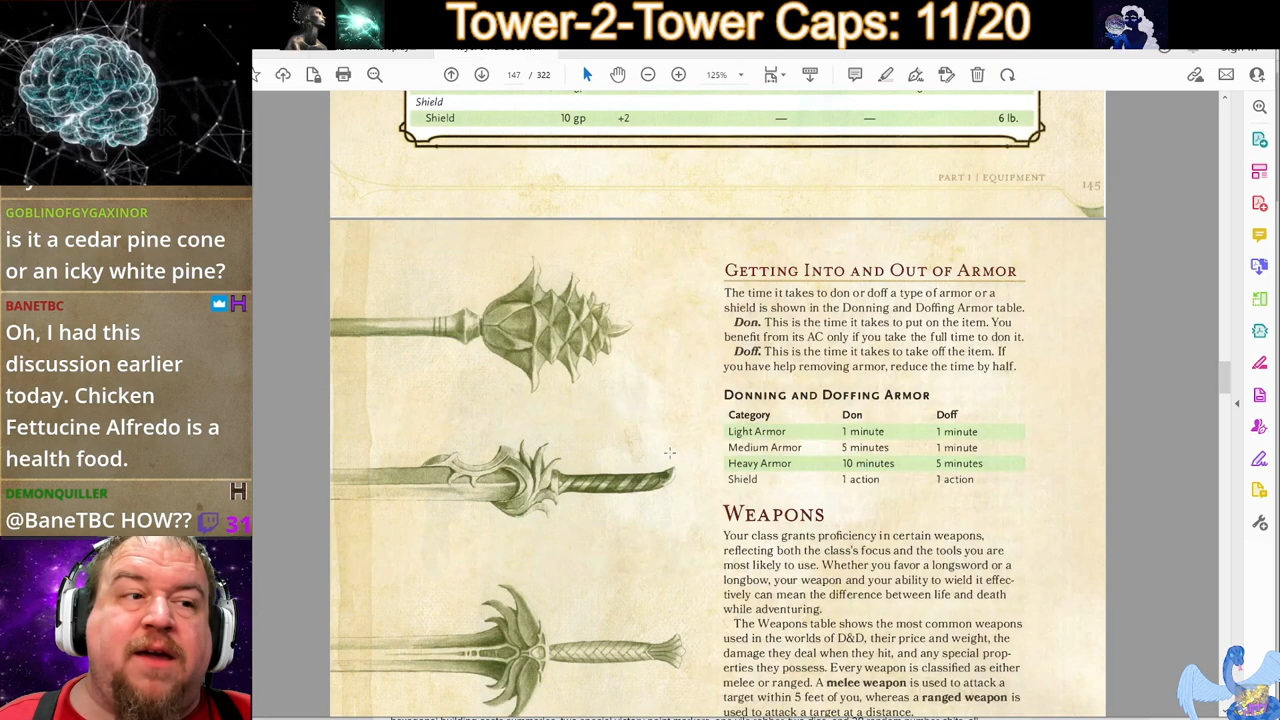 Tower-2-Tower Caps: 11/20
147 / 322
125%
Shield
Shield 10 gp +2 — — 6 lb.
PART 1 | EQUIPMENT
145
GOBLINOFGYGAXINOR
is it a cedar pine cone
or an icky white pine?
BANETBC
Oh, I had this
discussion earlier
today. Chicken
Fettucine Alfredo is a
health food.
DEMONQUILLER
@BaneTBC HOW??
31
Getting Into and Out of Armor
The time it takes to don or doff a type of armor or a
shield is shown in the Donning and Doffing Armor table.
Don. This is the time it takes to put on the item. You
benefit from its AC only if you take the full time to don it.
Doff. This is the time it takes to take off the item. If
you have help removing armor, reduce the time by half.
Donning and Doffing Armor
Category Don Doff
Light Armor 1 minute 1 minute
Medium Armor 5 minutes 1 minute
Heavy Armor 10 minutes 5 minutes
Shield 1 action 1 action
Weapons
Your class grants proficiency in certain weapons,
reflecting both the class's focus and the tools you are
most likely to use. Whether you favor a longsword or a
longbow, your weapon and your ability to wield it effec-
tively can mean the difference between life and death
while adventuring.
The Weapons table shows the most common weapons
used in the worlds of D&D, their price and weight, the
damage they deal when they hit, and any special prop-
erties they possess. Every weapon is classified as either
melee or ranged. A melee weapon is used to attack a
target within 5 feet of you, whereas a ranged weapon is
used to attack a target at a distance.